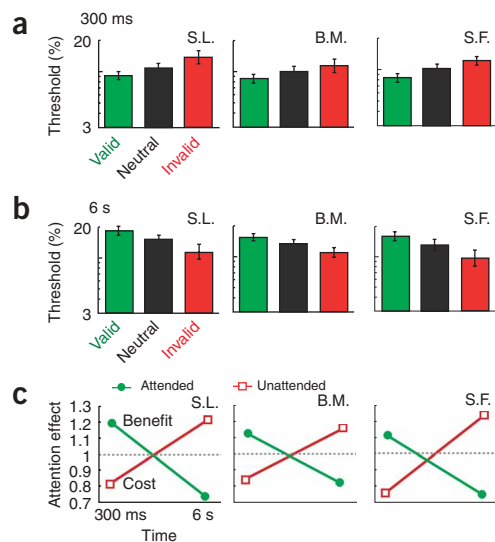 a
300 ms
S.L.
B.M.
S.F.
Threshold (%)
20
3
Valid
Neutral
Invalid
b
6 s
S.L.
B.M.
S.F.
Threshold (%)
20
3
Valid
Neutral
Invalid
c
Attended
Unattended
S.L.
B.M.
S.F.
Attention effect
1.3
1.2
1.1
1
0.9
0.8
0.7
Benefit
Cost
300 ms
6 s
Time